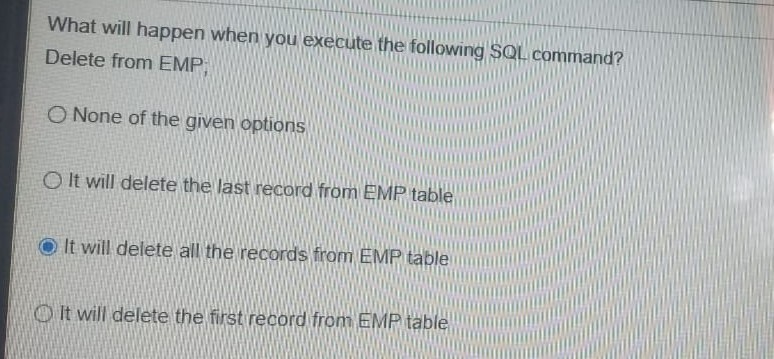 What will happen when you execute the following SQL command?
Delete from EMP;
None of the given options
It will delete the last record from EMP table
It will delete all the records from EMP table
It will delete the first record from EMP table